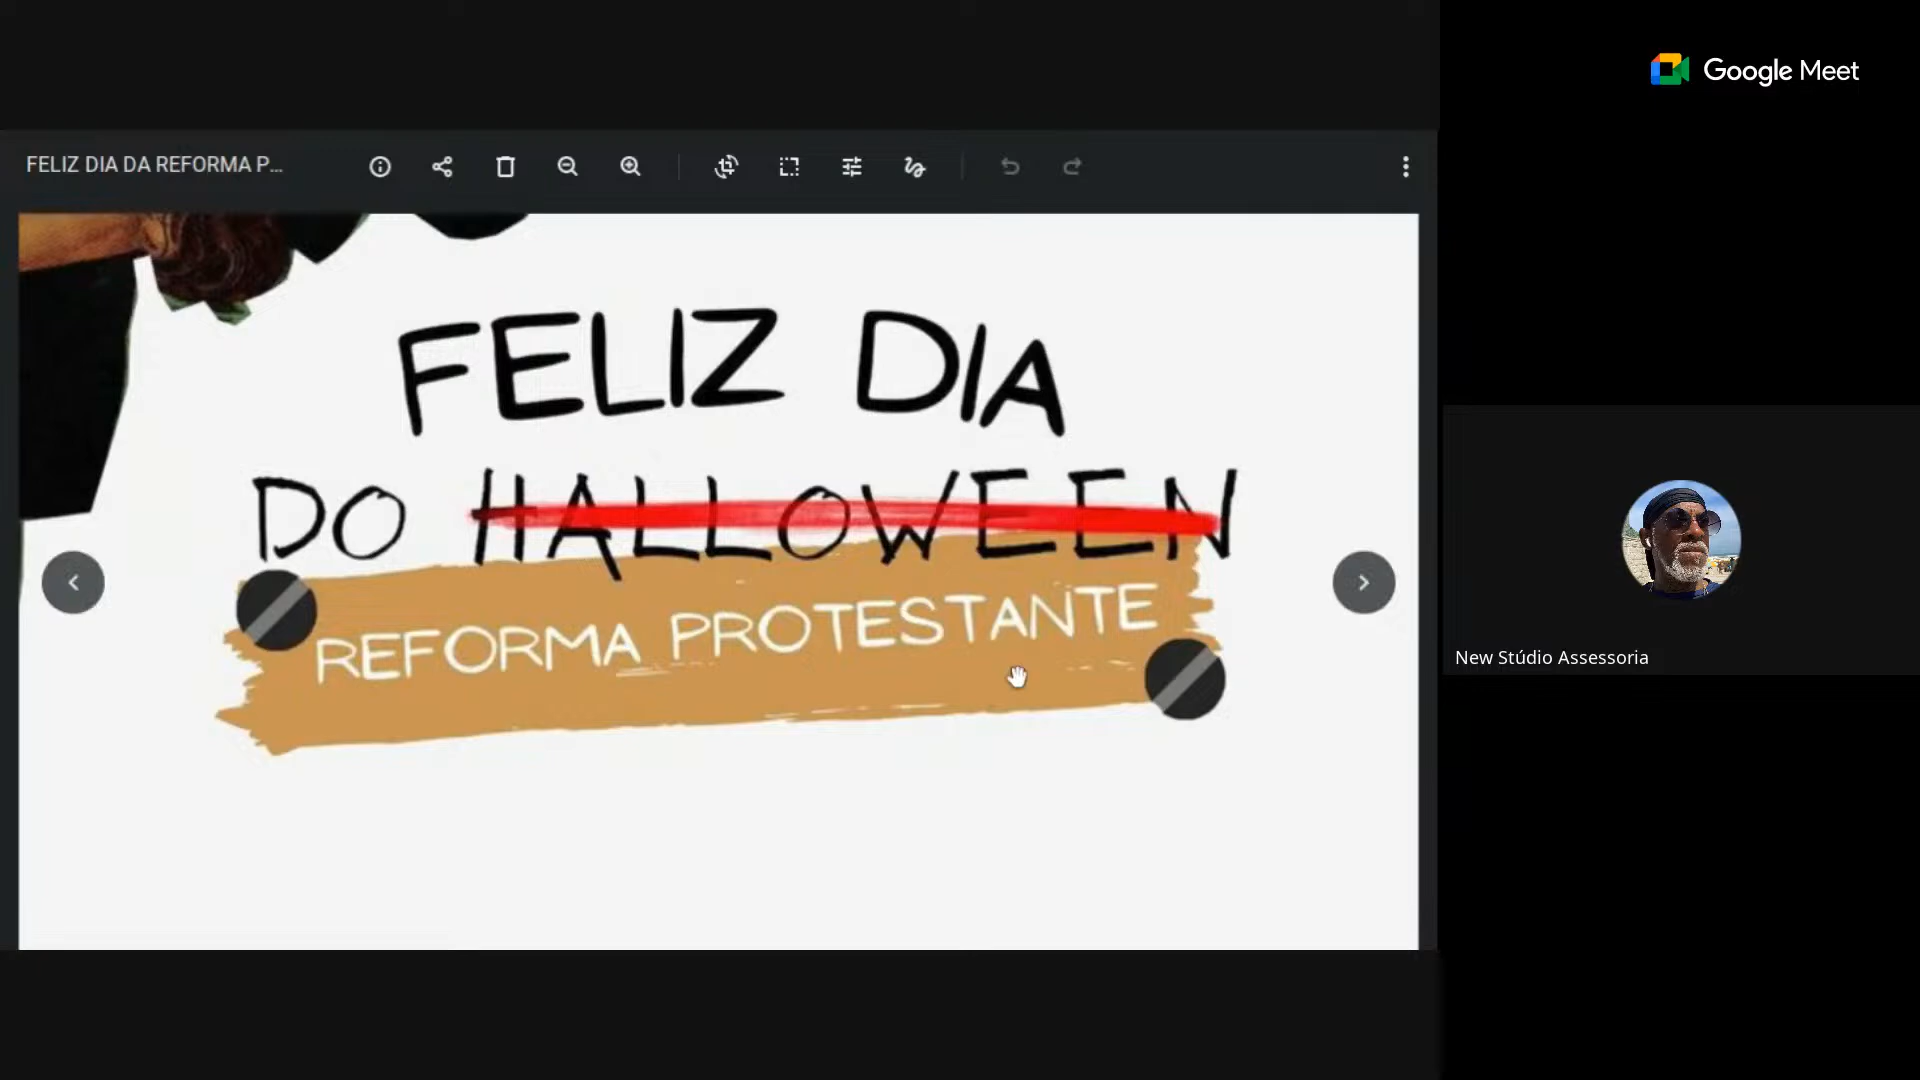 Google Meet
FELIZ DIA DA REFORMA P...
FELIZ DIA
DO HALLOWEEN
REFORMA PROTESTANTE
New Stúdio Assessoria